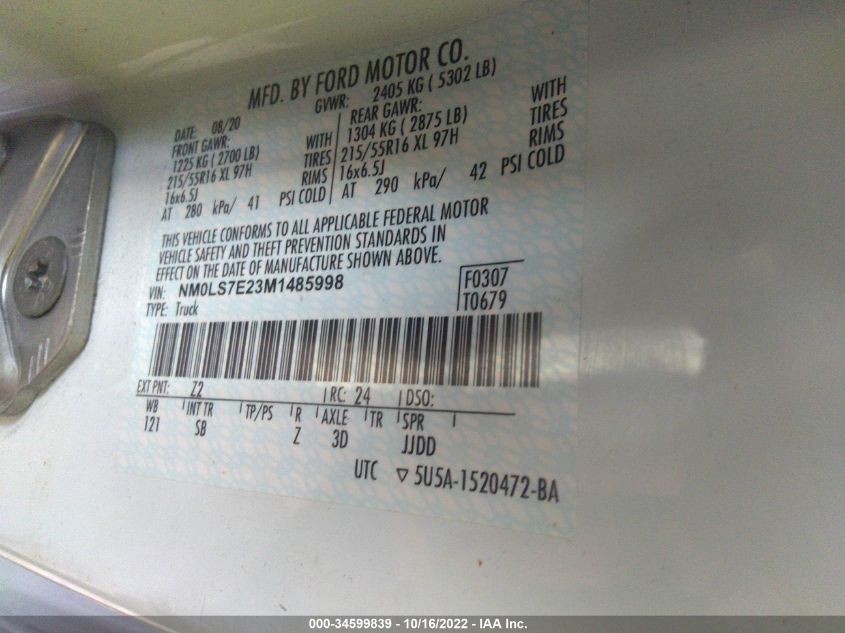 MFD. BY FORD MOTOR CO.
DATE: 08/20 GVWR: 2405 KG ( 5302 LB)
FRONT GAWR: REAR GAWR:
1225 KG ( 2700 LB) WITH 1304 KG ( 2875 LB) WITH
215/55R16 XL 97H TIRES 215/55R16 XL 97H TIRES
16x6.5J RIMS 16x6.5J RIMS
AT 280 kPa/ 41 PSI COLD AT 290 kPa/ 42 PSI COLD
THIS VEHICLE CONFORMS TO ALL APPLICABLE FEDERAL MOTOR
VEHICLE SAFETY AND THEFT PREVENTION STANDARDS IN
EFFECT ON THE DATE OF MANUFACTURE SHOWN ABOVE.
VIN: NM0LS7E23M1485998 F0307
TYPE: Truck T0679
EXT PNT: Z2 RC: 24 DSO:
WB INT TR TP/PS R AXLE TR SPR
121 SB Z 3D JJDD
UTC ▽ 5U5A-1520472-BA
000-34599839 - 10/16/2022 - IAA Inc.